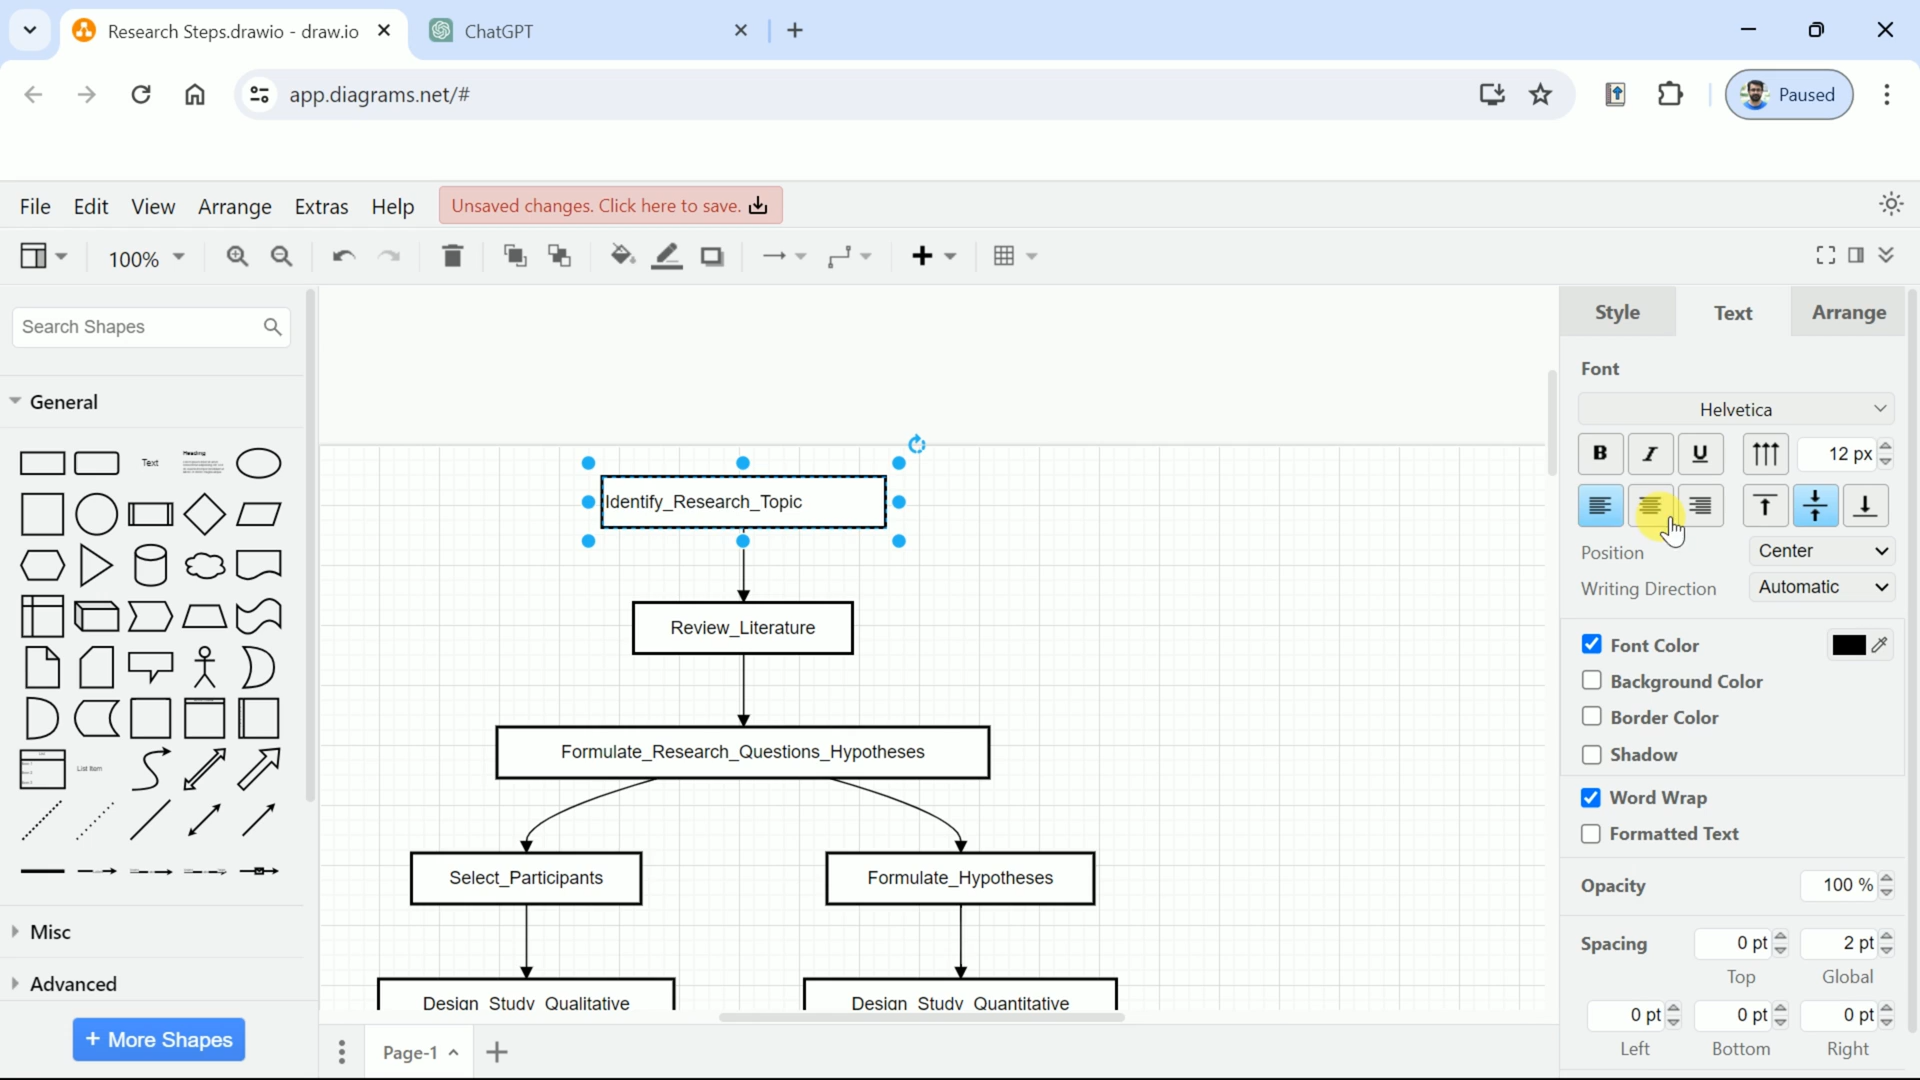 Research Steps.drawio - draw.io
ChatGPT
app.diagrams.net/#
Paused
File Edit View Arrange Extras Help Unsaved changes. Click here to save.
100%
Search Shapes
General
Text
Heading
List Item
Misc
Advanced
+ More Shapes
Identify_Research_Topic
Review_Literature
Formulate_Research_Questions_Hypotheses
Select_Participants
Formulate_Hypotheses
Design_Study_Qualitative
Design_Study_Quantitative
Page-1
Style Text Arrange
Font
Helvetica
B I U 12 px
Position Center
Writing Direction Automatic
Font Color
Background Color
Border Color
Shadow
Word Wrap
Formatted Text
Opacity 100 %
Spacing 0 pt 2 pt
Top Global
0 pt 0 pt 0 pt
Left Bottom Right